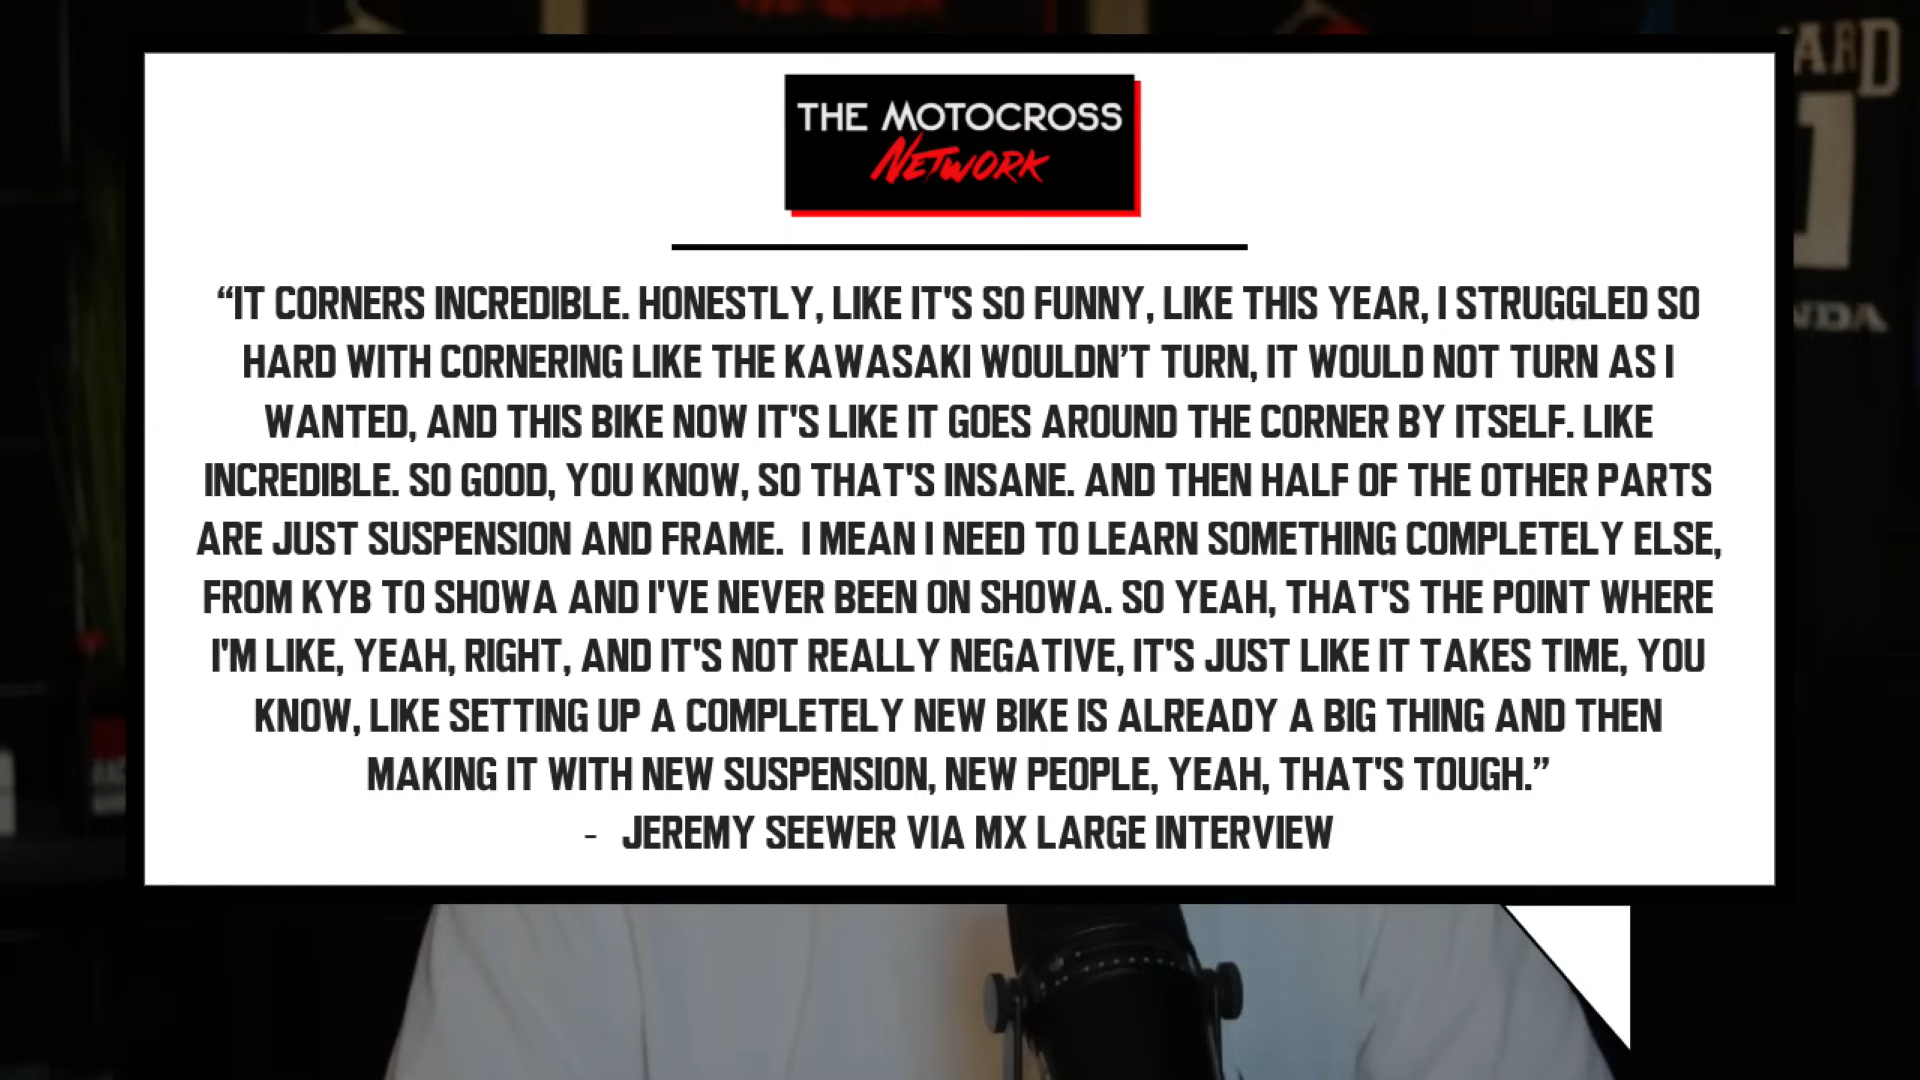 THE MOTOCROSS
NETWORK
“IT CORNERS INCREDIBLE. HONESTLY, LIKE IT'S SO FUNNY, LIKE THIS YEAR, I STRUGGLED SO
HARD WITH CORNERING LIKE THE KAWASAKI WOULDN’T TURN, IT WOULD NOT TURN AS I
WANTED, AND THIS BIKE NOW IT'S LIKE IT GOES AROUND THE CORNER BY ITSELF. LIKE
INCREDIBLE. SO GOOD, YOU KNOW, SO THAT'S INSANE. AND THEN HALF OF THE OTHER PARTS
ARE JUST SUSPENSION AND FRAME. I MEAN I NEED TO LEARN SOMETHING COMPLETELY ELSE,
FROM KYB TO SHOWA AND I'VE NEVER BEEN ON SHOWA. SO YEAH, THAT'S THE POINT WHERE
I'M LIKE, YEAH, RIGHT, AND IT'S NOT REALLY NEGATIVE, IT'S JUST LIKE IT TAKES TIME, YOU
KNOW, LIKE SETTING UP A COMPLETELY NEW BIKE IS ALREADY A BIG THING AND THEN
MAKING IT WITH NEW SUSPENSION, NEW PEOPLE, YEAH, THAT'S TOUGH.”
- JEREMY SEEWER VIA MX LARGE INTERVIEW
ARD
1
NDA